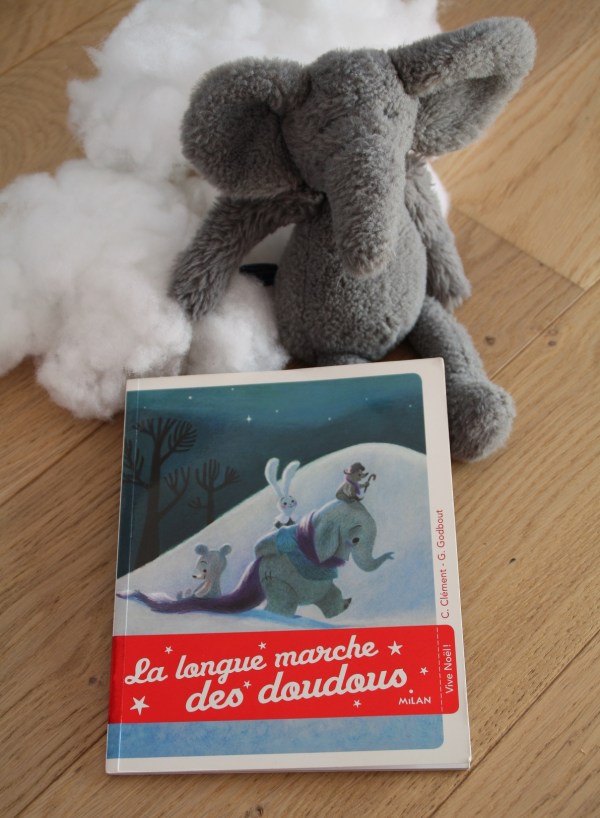 La longue marche
des doudous
MiLAN
Vive Noël !
C. Clément - G. Godbout